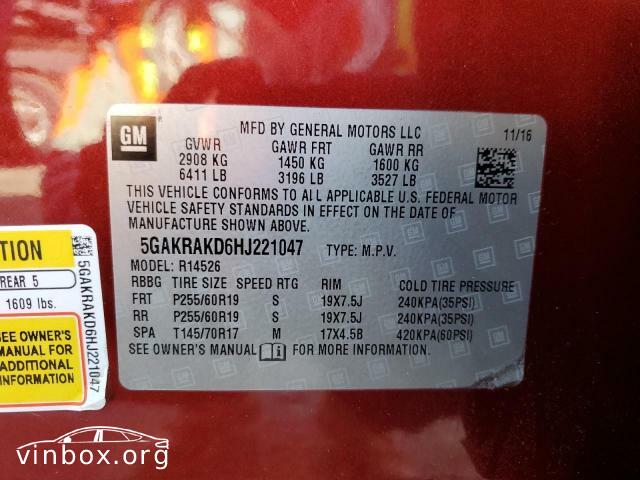 GM
MFD BY GENERAL MOTORS LLC 11/16
GVWR GAWR FRT GAWR RR
2908 KG 1450 KG 1600 KG
6411 LB 3196 LB 3527 LB
THIS VEHICLE CONFORMS TO ALL APPLICABLE U.S. FEDERAL MOTOR
VEHICLE SAFETY STANDARDS IN EFFECT ON THE DATE OF
MANUFACTURE SHOWN ABOVE.
5GAKRAKD6HJ221047 TYPE: M.P.V.
MODEL: R14526
RBBG TIRE SIZE SPEED RTG RIM COLD TIRE PRESSURE
FRT P255/60R19 S 19X7.5J 240KPA(35PSI)
RR P255/60R19 S 19X7.5J 240KPA(35PSI)
SPA T145/70R17 M 17X4.5B 420KPA(60PSI)
SEE OWNER'S MANUAL FOR MORE INFORMATION.
TION
REAR 5
1609 lbs.
SEE OWNER'S
MANUAL FOR
ADDITIONAL
INFORMATION
5GAKRAKD6HJ221047
vinbox.org